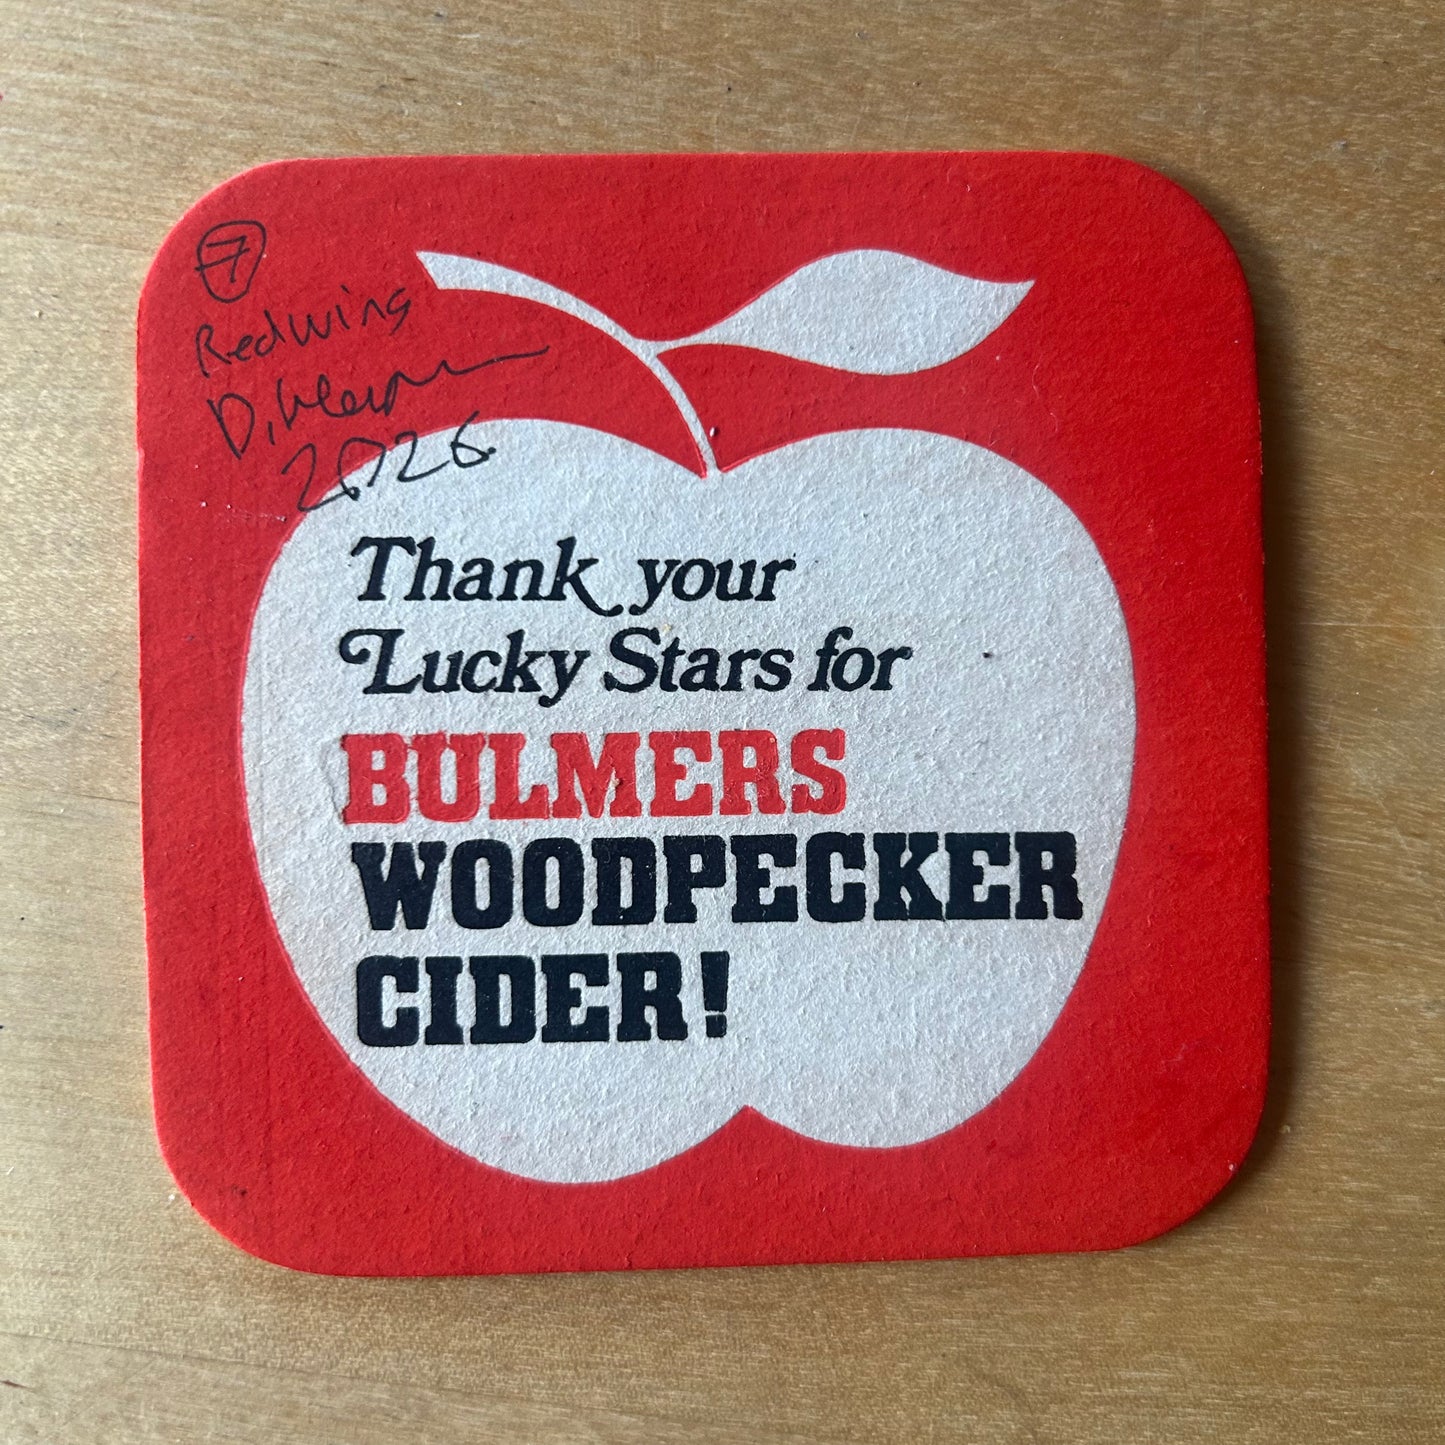 7
Redwing
2026
Thank your
Lucky Stars for
BULMERS
WOODPECKER
CIDER!